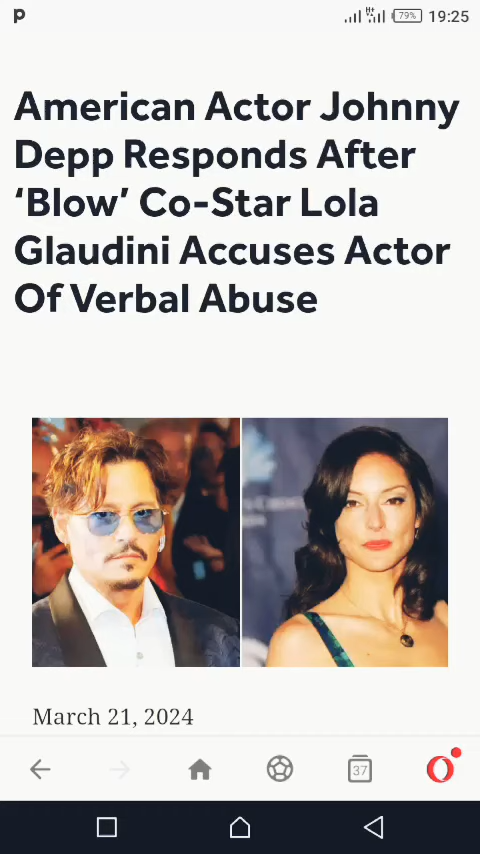 79% 19:25
American Actor Johnny
Depp Responds After
‘Blow’ Co-Star Lola
Glaudini Accuses Actor
Of Verbal Abuse
March 21, 2024
37